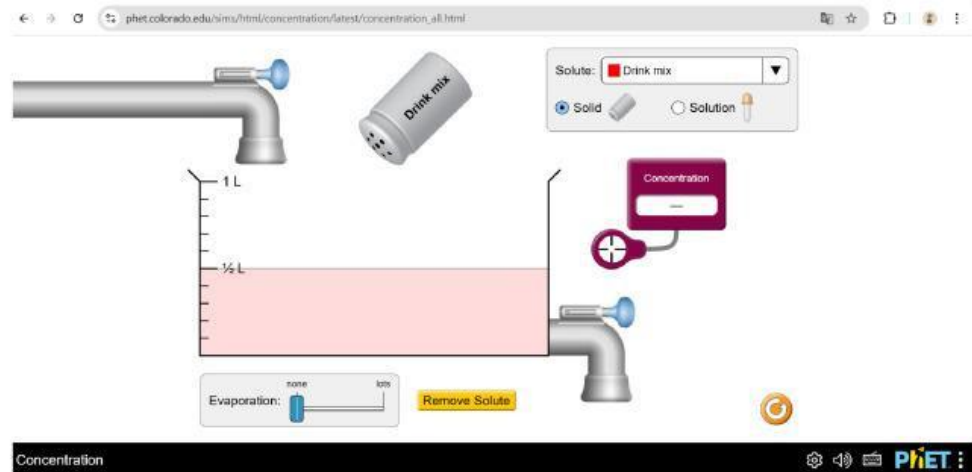 phet.colorado.edu/sims/html/concentration/latest/concentration_all.html
Drink mix
Solute: Drink mix
Solid
Solution
Concentration
—
1 L
½ L
none
lots
Evaporation:
Remove Solute
Concentration
PhET